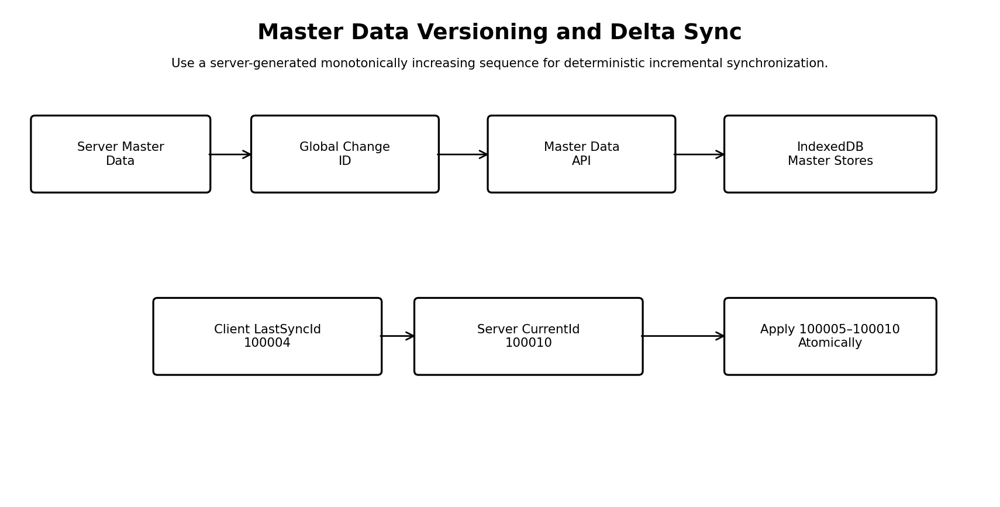 Master Data Versioning and Delta Sync
Use a server-generated monotonically increasing sequence for deterministic incremental synchronization.
Server Master
Data
Global Change
ID
Master Data
API
IndexedDB
Master Stores
Client LastSyncId
100004
Server CurrentId
100010
Apply 100005–100010
Atomically